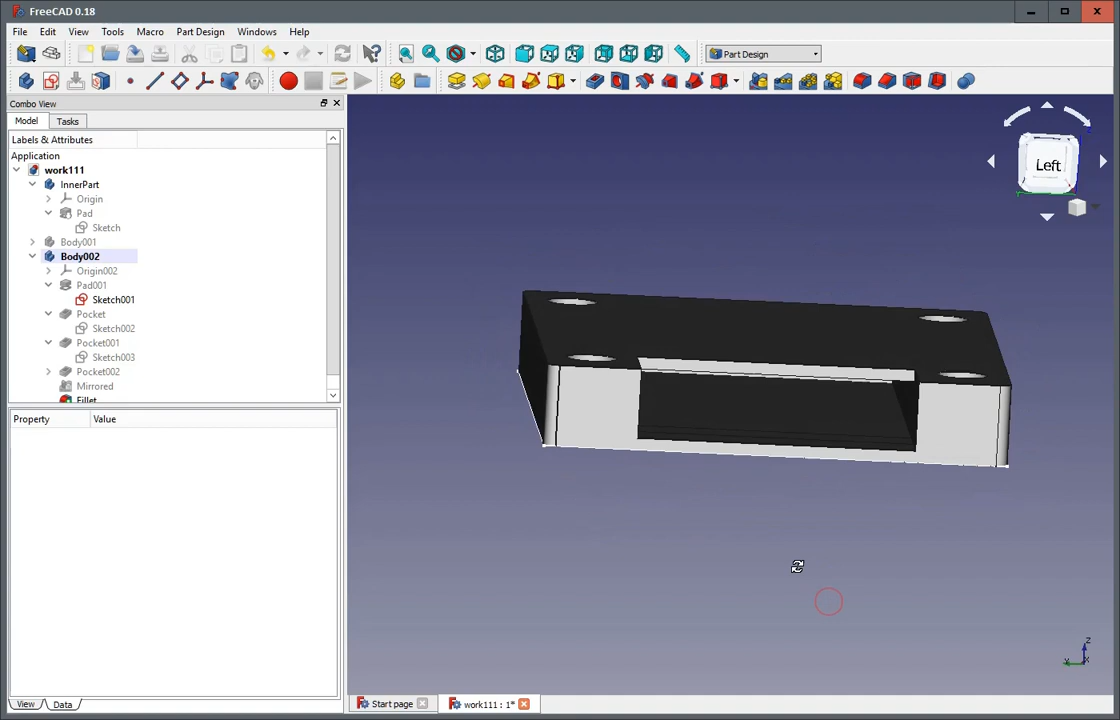 FreeCAD 0.18
File Edit View Tools Macro Part Design Windows Help
Part Design
Combo View
Model Tasks
Labels & Attributes
Application
work111
InnerPart
Origin
Pad
Sketch
Body001
Body002
Origin002
Pad001
Sketch001
Pocket
Sketch002
Pocket001
Sketch003
Pocket002
Mirrored
Fillet
Property Value
View Data
Left
Z
Y X
Start page work111 : 1*